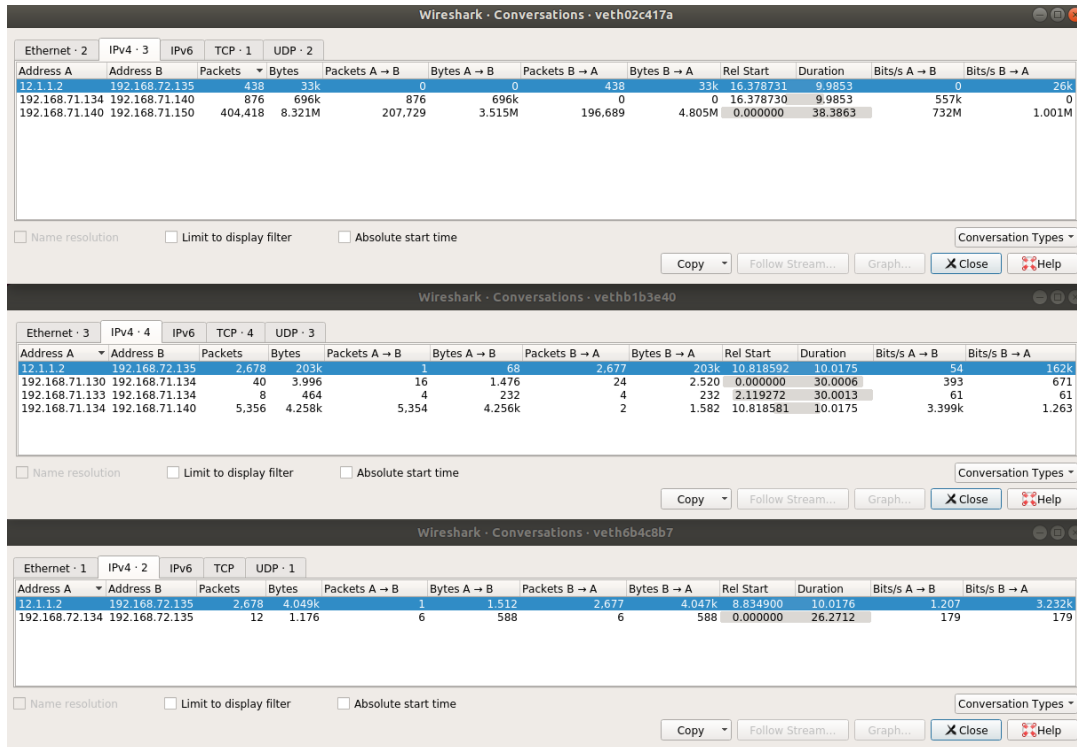 Wireshark · Conversations · veth02c417a
Ethernet · 2 IPv4 · 3 IPv6 TCP · 1 UDP · 2
Address A Address B Packets Bytes Packets A → B Bytes A → B Packets B → A Bytes B → A Rel Start Duration Bits/s A → B Bits/s B → A
12.1.1.2 192.168.72.135 438 33k 0 0 438 33k 16.378731 9.9853 0 26k
192.168.71.134 192.168.71.140 876 696k 876 696k 0 0 16.378730 9.9853 557k 0
192.168.71.140 192.168.71.150 404,418 8.321M 207,729 3.515M 196,689 4.805M 0.000000 38.3863 732M 1.001M
Name resolution Limit to display filter Absolute start time Conversation Types
Copy Follow Stream... Graph... Close Help
Wireshark · Conversations · vethb1b3e40
Ethernet · 3 IPv4 · 4 IPv6 TCP · 4 UDP · 3
Address A Address B Packets Bytes Packets A → B Bytes A → B Packets B → A Bytes B → A Rel Start Duration Bits/s A → B Bits/s B → A
12.1.1.2 192.168.72.135 2,678 203k 1 68 2,677 203k 10.818592 10.0175 54 162k
192.168.71.130 192.168.71.134 40 3.996 16 1.476 24 2.520 0.000000 30.0006 393 671
192.168.71.133 192.168.71.134 8 464 4 232 4 232 2.119272 30.0013 61 61
192.168.71.134 192.168.71.140 5,356 4.258k 5,354 4.256k 2 1.582 10.818581 10.0175 3.399k 1.263
Name resolution Limit to display filter Absolute start time Conversation Types
Copy Follow Stream... Graph... Close Help
Wireshark · Conversations · veth6b4c8b7
Ethernet · 1 IPv4 · 2 IPv6 TCP UDP · 1
Address A Address B Packets Bytes Packets A → B Bytes A → B Packets B → A Bytes B → A Rel Start Duration Bits/s A → B Bits/s B → A
12.1.1.2 192.168.72.135 2,678 4.049k 1 1.512 2,677 4.047k 8.834900 10.0176 1.207 3.232k
192.168.72.134 192.168.72.135 12 1.176 6 588 6 588 0.000000 26.2712 179 179
Name resolution Limit to display filter Absolute start time Conversation Types
Copy Follow Stream... Graph... Close Help